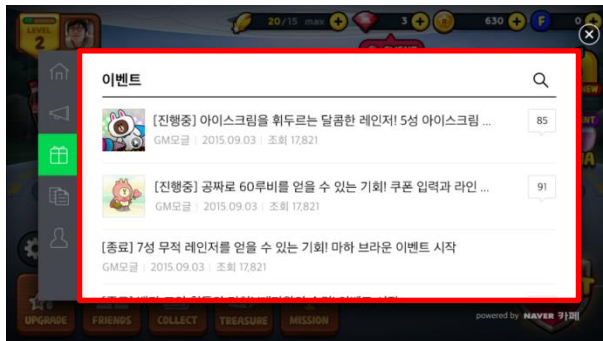 LEVEL
2
20/15 max
3
630
0
이벤트
[진행중] 아이스크림을 휘두르는 달콤한 레인저! 5성 아이스크림 ...
85
GM모글 | 2015.09.03 | 조회 17,821
[진행중] 공짜로 60루비를 얻을 수 있는 기회! 쿠폰 입력과 라인 ...
91
GM모글 | 2015.09.03 | 조회 17,821
[종료] 7성 무적 레인저를 얻을 수 있는 기회! 마하 브라운 이벤트 시작
GM모글 | 2015.09.03 | 조회 17,821
UPGRADE
FRIENDS
COLLECT
TREASURE
MISSION
powered by NAVER 카페